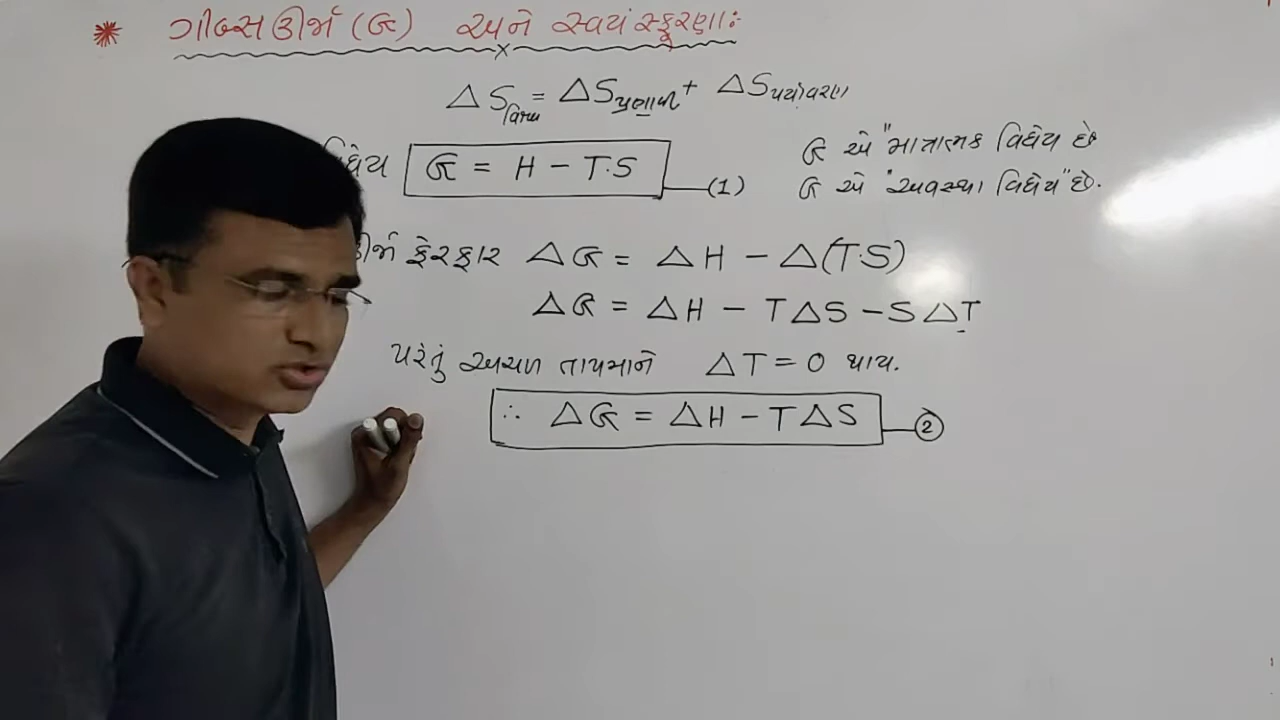 * ગીબ્સ ઊર્જા (G) અને સ્વયંસ્ફૂરણા:
ΔS વિશ્વ = ΔS પ્રણાલી + ΔS પર્યાવરણ
વિધેય G = H - T·S (1)
G એ "માત્રાત્મક વિધેય છે
G એ "અવસ્થા વિધેય" છે.
ઊર્જા ફેરફાર ΔG = ΔH - Δ(T·S)
ΔG = ΔH - TΔS - SΔT
પરંતુ અચળ તાપમાને ΔT = 0 થાય.
∴ ΔG = ΔH - TΔS 2